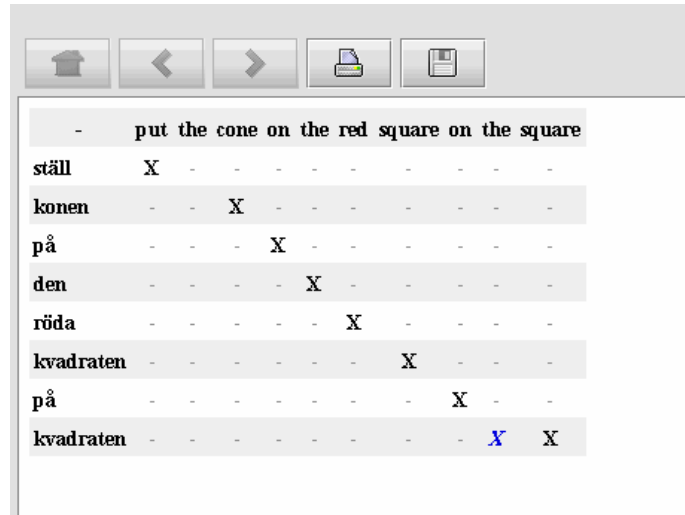 - put the cone on the red square on the square
ställ X - - - - - - - - -
konen - - X - - - - - - -
på - - - X - - - - - -
den - - - - X - - - - -
röda - - - - - X - - - -
kvadraten - - - - - - X - - -
på - - - - - - - X - -
kvadraten - - - - - - - - X X